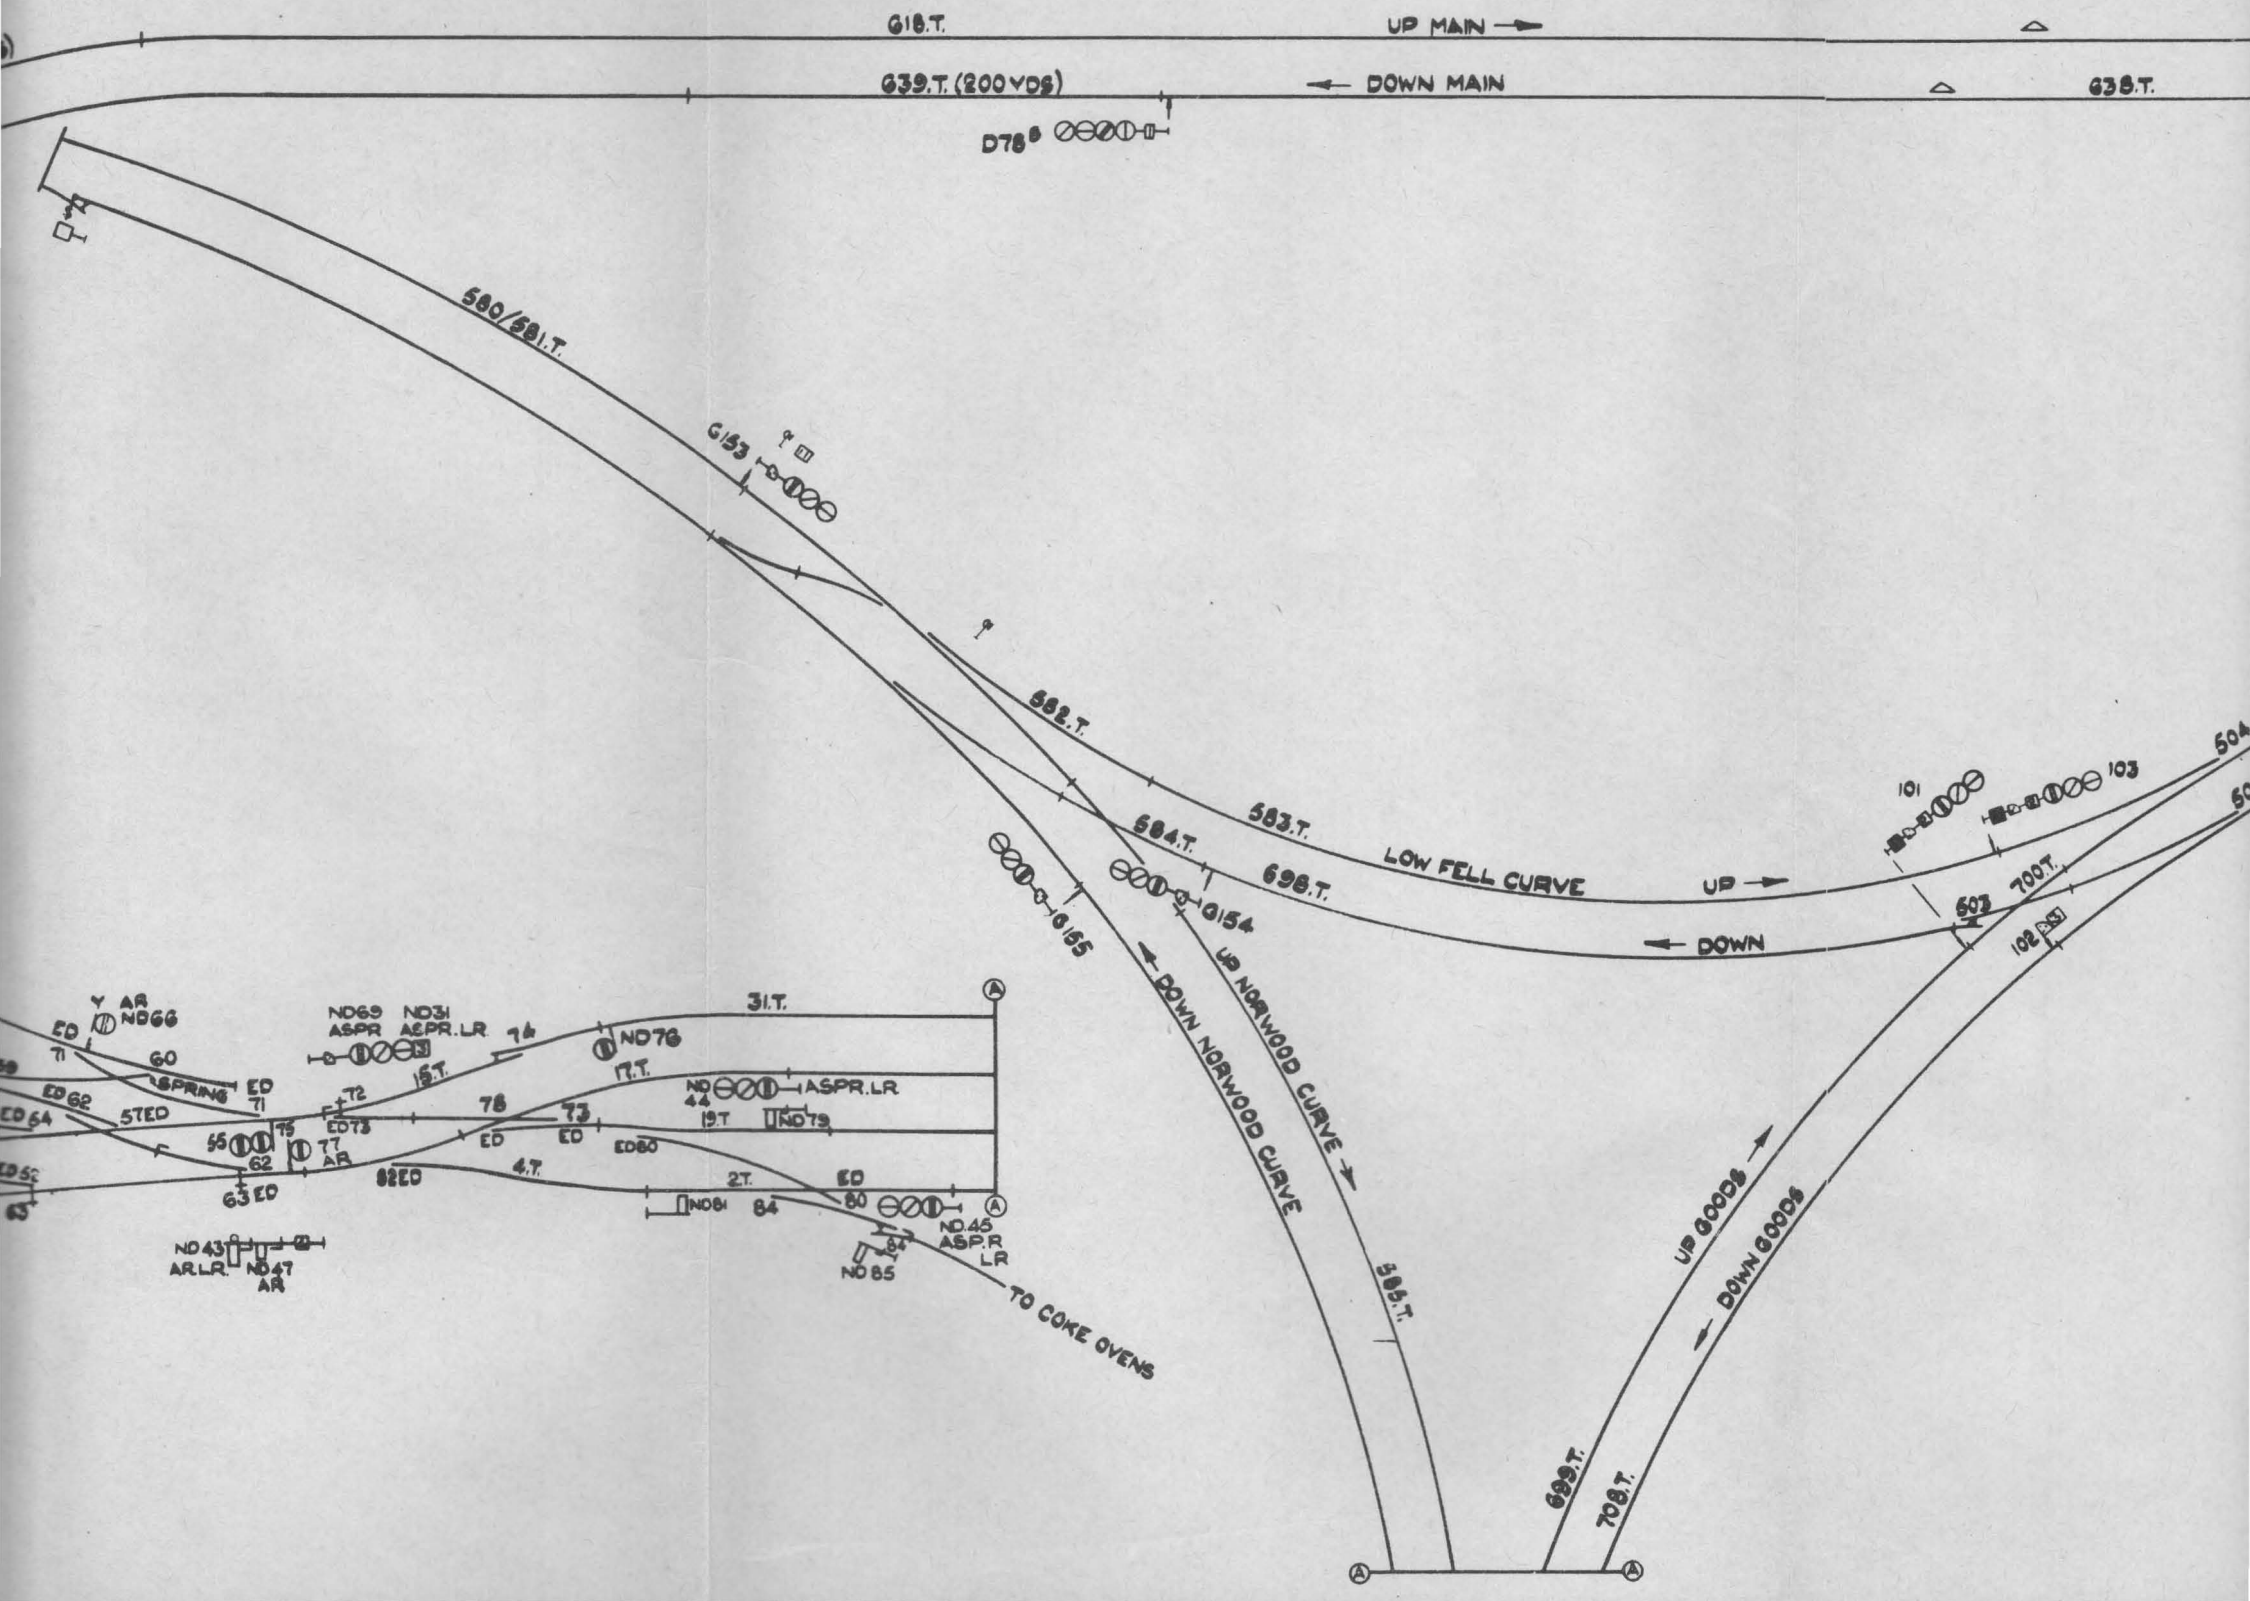 618.T.
UP MAIN
639.T. (200 YDS)
DOWN MAIN
638.T.
D78
580/581.T.
G153
582.T.
583.T.
584.T.
698.T.
LOW FELL CURVE
UP
DOWN
101
103
504
700.T.
503
102
G155
G154
DOWN NORWOOD CURVE
UP NORWOOD CURVE
585.T.
UP GOODS
DOWN GOODS
699.T.
708.T.
A
A
Y AR
ND66
ED
71
60
SPRING
ED
71
ED 62
ED 64
57ED
ND69
ASPR
ND31
ASPR.LR
72
15.T.
74
ND76
31.T.
A
17.T.
ND
44
ASPR.LR
78
73
ED73
75
55
62
77
AR
63 ED
ED
ED
ED80
19.T
ND79
82ED
4.T.
2.T.
ED
80
ND81
84
A
ND.45
ASP.R
LR
84
ND85
ND43
AR.LR.
ND47
AR
ED52
63
TO COKE OVENS